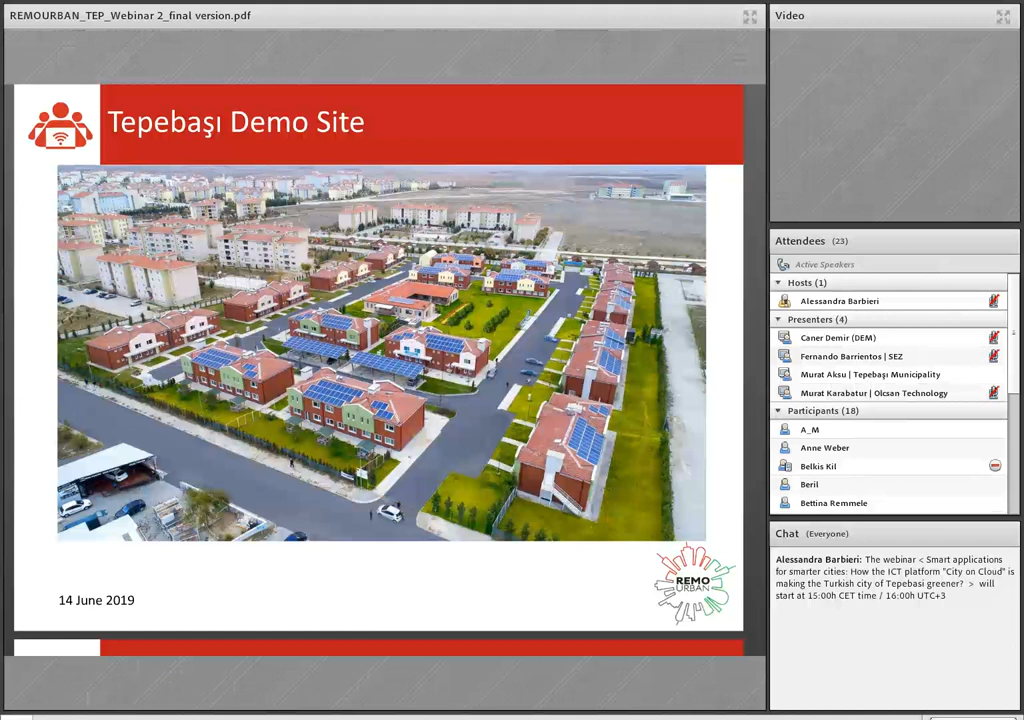 REMOURBAN_TEP_Webinar 2_final version.pdf
Tepebaşı Demo Site
14 June 2019
REMO
URBAN
Video
Attendees (23)
Active Speakers
Hosts (1)
Alessandra Barbieri
Presenters (4)
Caner Demir (DEM)
Fernando Barrientos | SEZ
Murat Aksu | Tepebaşı Municipality
Murat Karabatur | Olcsan Technology
Participants (18)
A_M
Anne Weber
Belkis Kil
Beril
Bettina Remmele
Chat (Everyone)
Alessandra Barbieri: The webinar < Smart applications
for smarter cities: How the ICT platform "City on Cloud" is
making the Turkish city of Tepebasi greener? > will
start at 15:00h CET time / 16:00h UTC+3